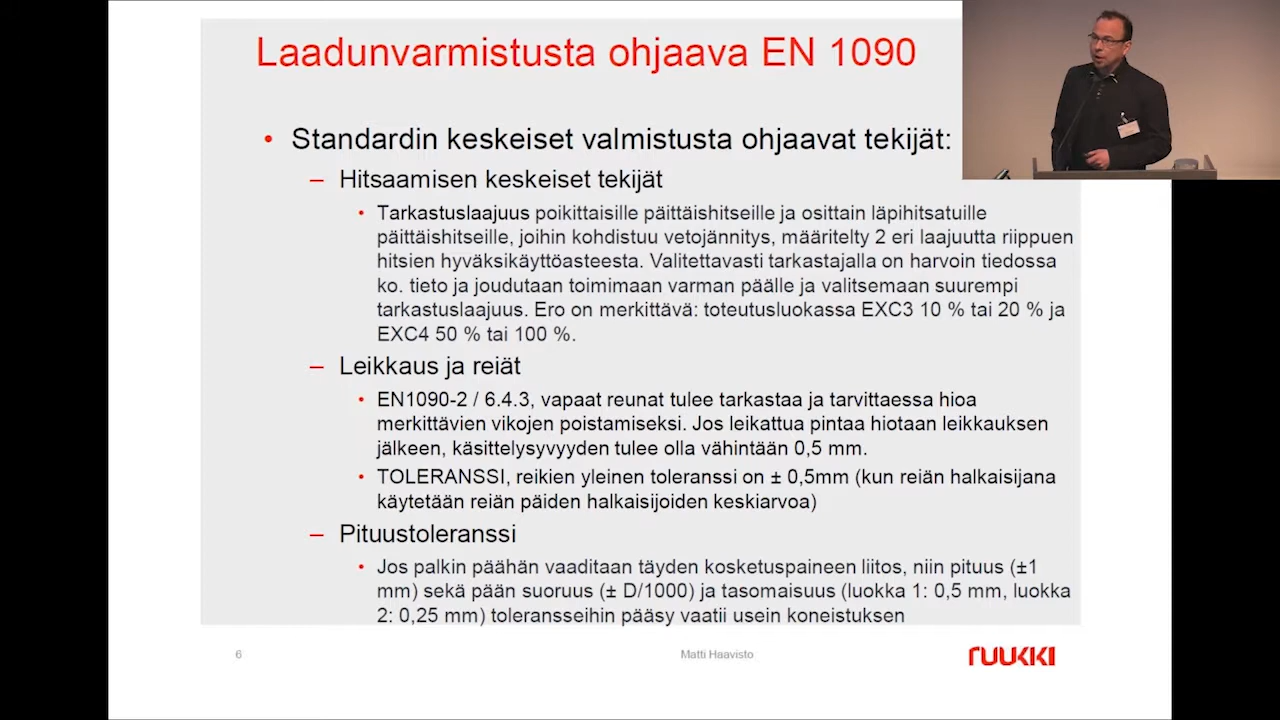 Laadunvarmistusta ohjaava EN 1090
• Standardin keskeiset valmistusta ohjaavat tekijät:
– Hitsaamisen keskeiset tekijät
• Tarkastuslaajuus poikittaisille päittäishitseille ja osittain läpihitsatuille
päittäishitseille, joihin kohdistuu vetojännitys, määritelty 2 eri laajuutta riippuen
hitsien hyväksikäyttöasteesta. Valitettavasti tarkastajalla on harvoin tiedossa
ko. tieto ja joudutaan toimimaan varman päälle ja valitsemaan suurempi
tarkastuslaajuus. Ero on merkittävä: toteutusluokassa EXC3 10 % tai 20 % ja
EXC4 50 % tai 100 %.
– Leikkaus ja reiät
• EN1090-2 / 6.4.3, vapaat reunat tulee tarkastaa ja tarvittaessa hioa
merkittävien vikojen poistamiseksi. Jos leikattua pintaa hiotaan leikkauksen
jälkeen, käsittelysyvyyden tulee olla vähintään 0,5 mm.
• TOLERANSSI, reikien yleinen toleranssi on ± 0,5mm (kun reiän halkaisijana
käytetään reiän päiden halkaisijoiden keskiarvoa)
– Pituustoleranssi
• Jos palkin päähän vaaditaan täyden kosketuspaineen liitos, niin pituus (±1
mm) sekä pään suoruus (± D/1000) ja tasomaisuus (luokka 1: 0,5 mm, luokka
2: 0,25 mm) toleransseihin pääsy vaatii usein koneistuksen
6
Matti Haavisto
RUUKKI